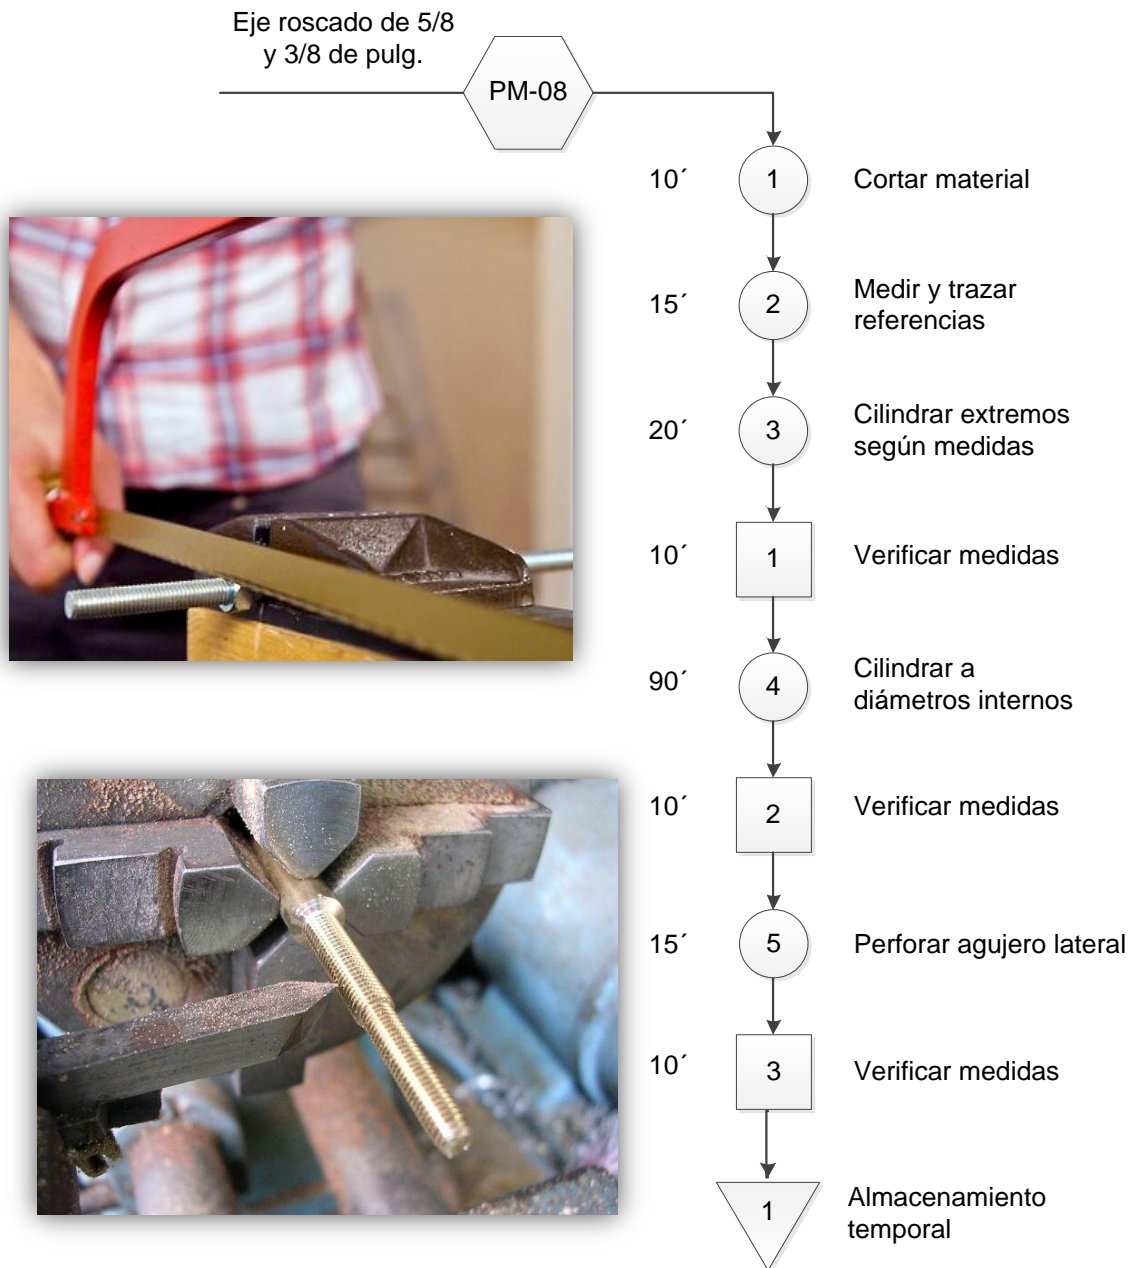 Eje roscado de 5/8
y 3/8 de pulg.
PM-08
10´
1
Cortar material
15´
2
Medir y trazar
referencias
20´
3
Cilindrar extremos
según medidas
10´
1
Verificar medidas
90´
4
Cilindrar a
diámetros internos
10´
2
Verificar medidas
15´
5
Perforar agujero lateral
10´
3
Verificar medidas
1
Almacenamiento
temporal